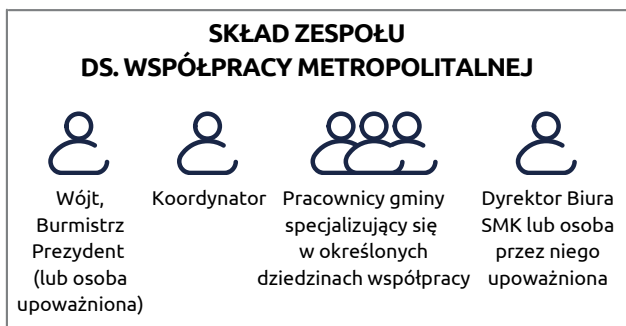 SKŁAD ZESPOŁU
DS. WSPÓŁPRACY METROPOLITALNEJ
Wójt,
Burmistrz
Prezydent
(lub osoba
upoważniona)
Koordynator
Pracownicy gminy
specjalizujący się
w określonych
dziedzinach współpracy
Dyrektor Biura
SMK lub osoba
przez niego
upoważniona